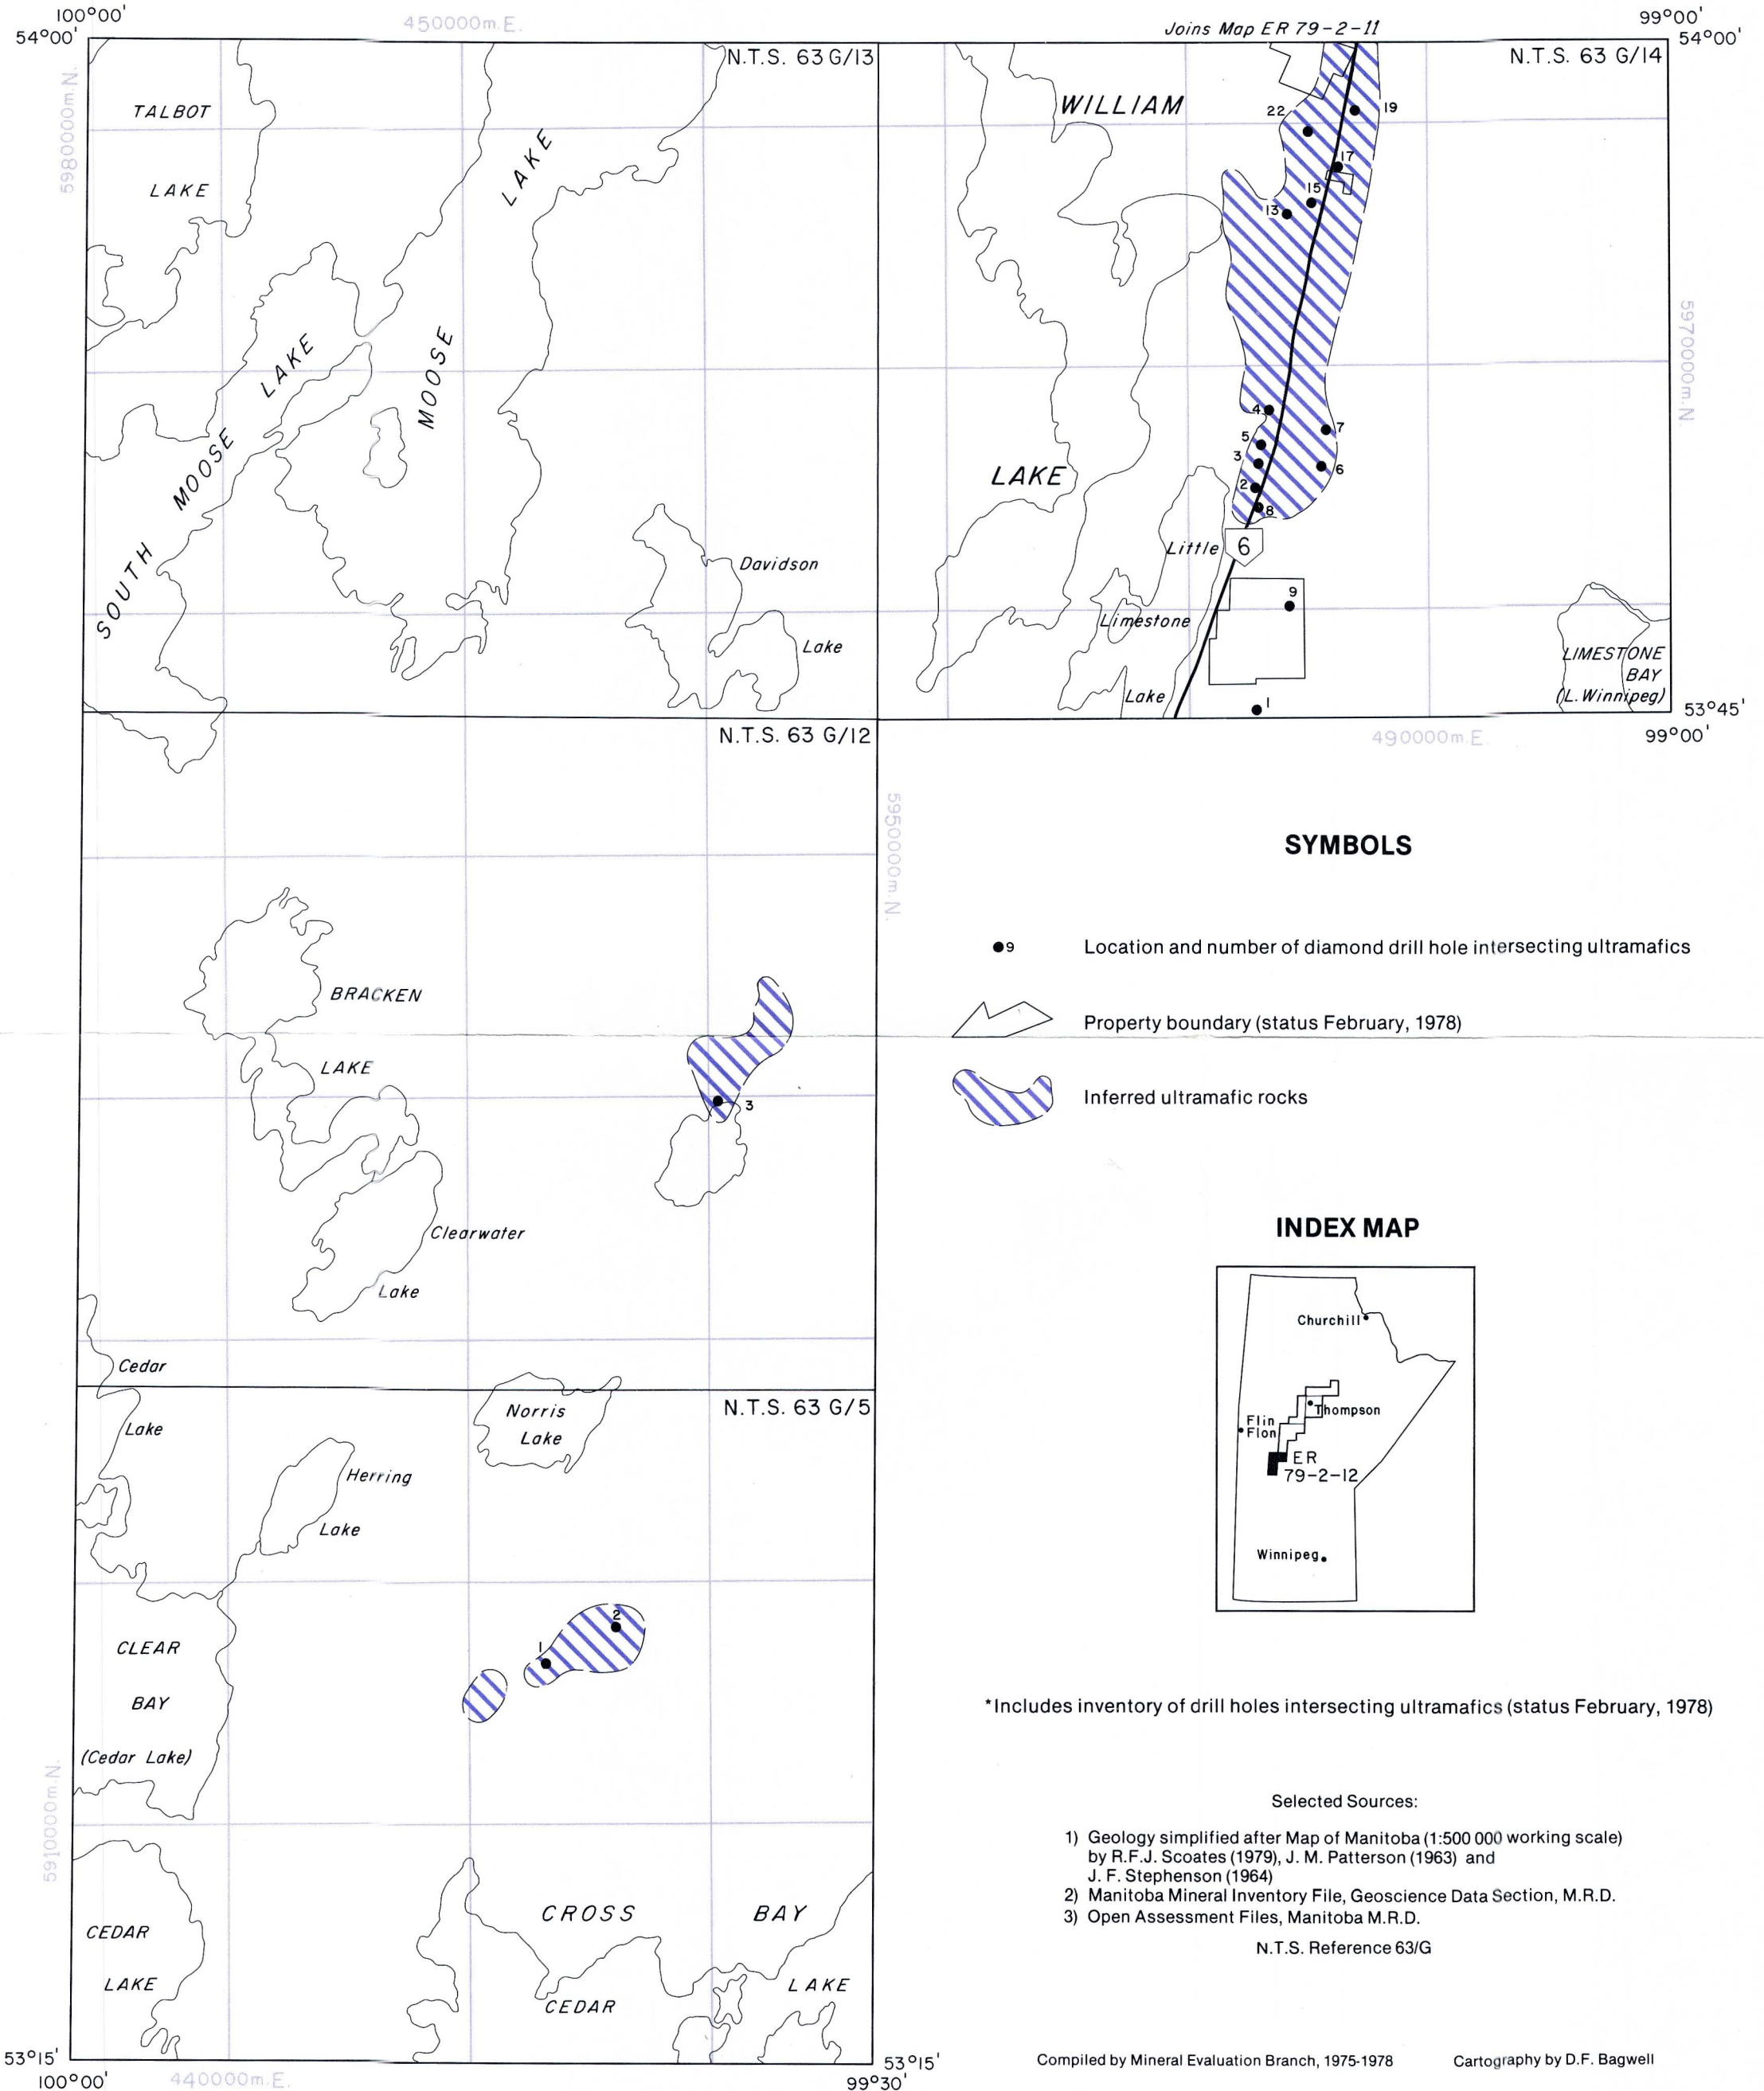 100°00'
450000m.E.
Joins Map ER 79-2-11
99°00'
54°00'
N.T.S. 63 G/13
N.T.S. 63 G/14
54°00'
5980000m.N.
TALBOT
LAKE
LAKE
MOOSE
SOUTH MOOSE LAKE
Davidson
Lake
WILLIAM
LAKE
22
19
17
15
13
4
7
5
3
6
2
8
Little
6
9
Limestone
Lake
1
5970000m.N.
LIMESTONE
BAY
(L. Winnipeg)
53°45'
99°00'
490000m.E.
N.T.S. 63 G/12
5950000m.N.
BRACKEN
LAKE
3
Clearwater
Lake
Cedar
Lake
N.T.S. 63 G/5
Norris
Lake
Herring
Lake
2
1
CLEAR
BAY
(Cedar Lake)
5910000m.N.
CEDAR
LAKE
CROSS BAY
CEDAR LAKE
53°15'
100°00'
440000m.E.
53°15'
99°30'
SYMBOLS
9 Location and number of diamond drill hole intersecting ultramafics
Property boundary (status February, 1978)
Inferred ultramafic rocks
INDEX MAP
Churchill
Thompson
Flin
Flon
ER
79-2-12
Winnipeg
*Includes inventory of drill holes intersecting ultramafics (status February, 1978)
Selected Sources:
1) Geology simplified after Map of Manitoba (1:500 000 working scale)
by R.F.J. Scoates (1979), J. M. Patterson (1963) and
J. F. Stephenson (1964)
2) Manitoba Mineral Inventory File, Geoscience Data Section, M.R.D.
3) Open Assessment Files, Manitoba M.R.D.
N.T.S. Reference 63/G
Compiled by Mineral Evaluation Branch, 1975-1978
Cartography by D.F. Bagwell